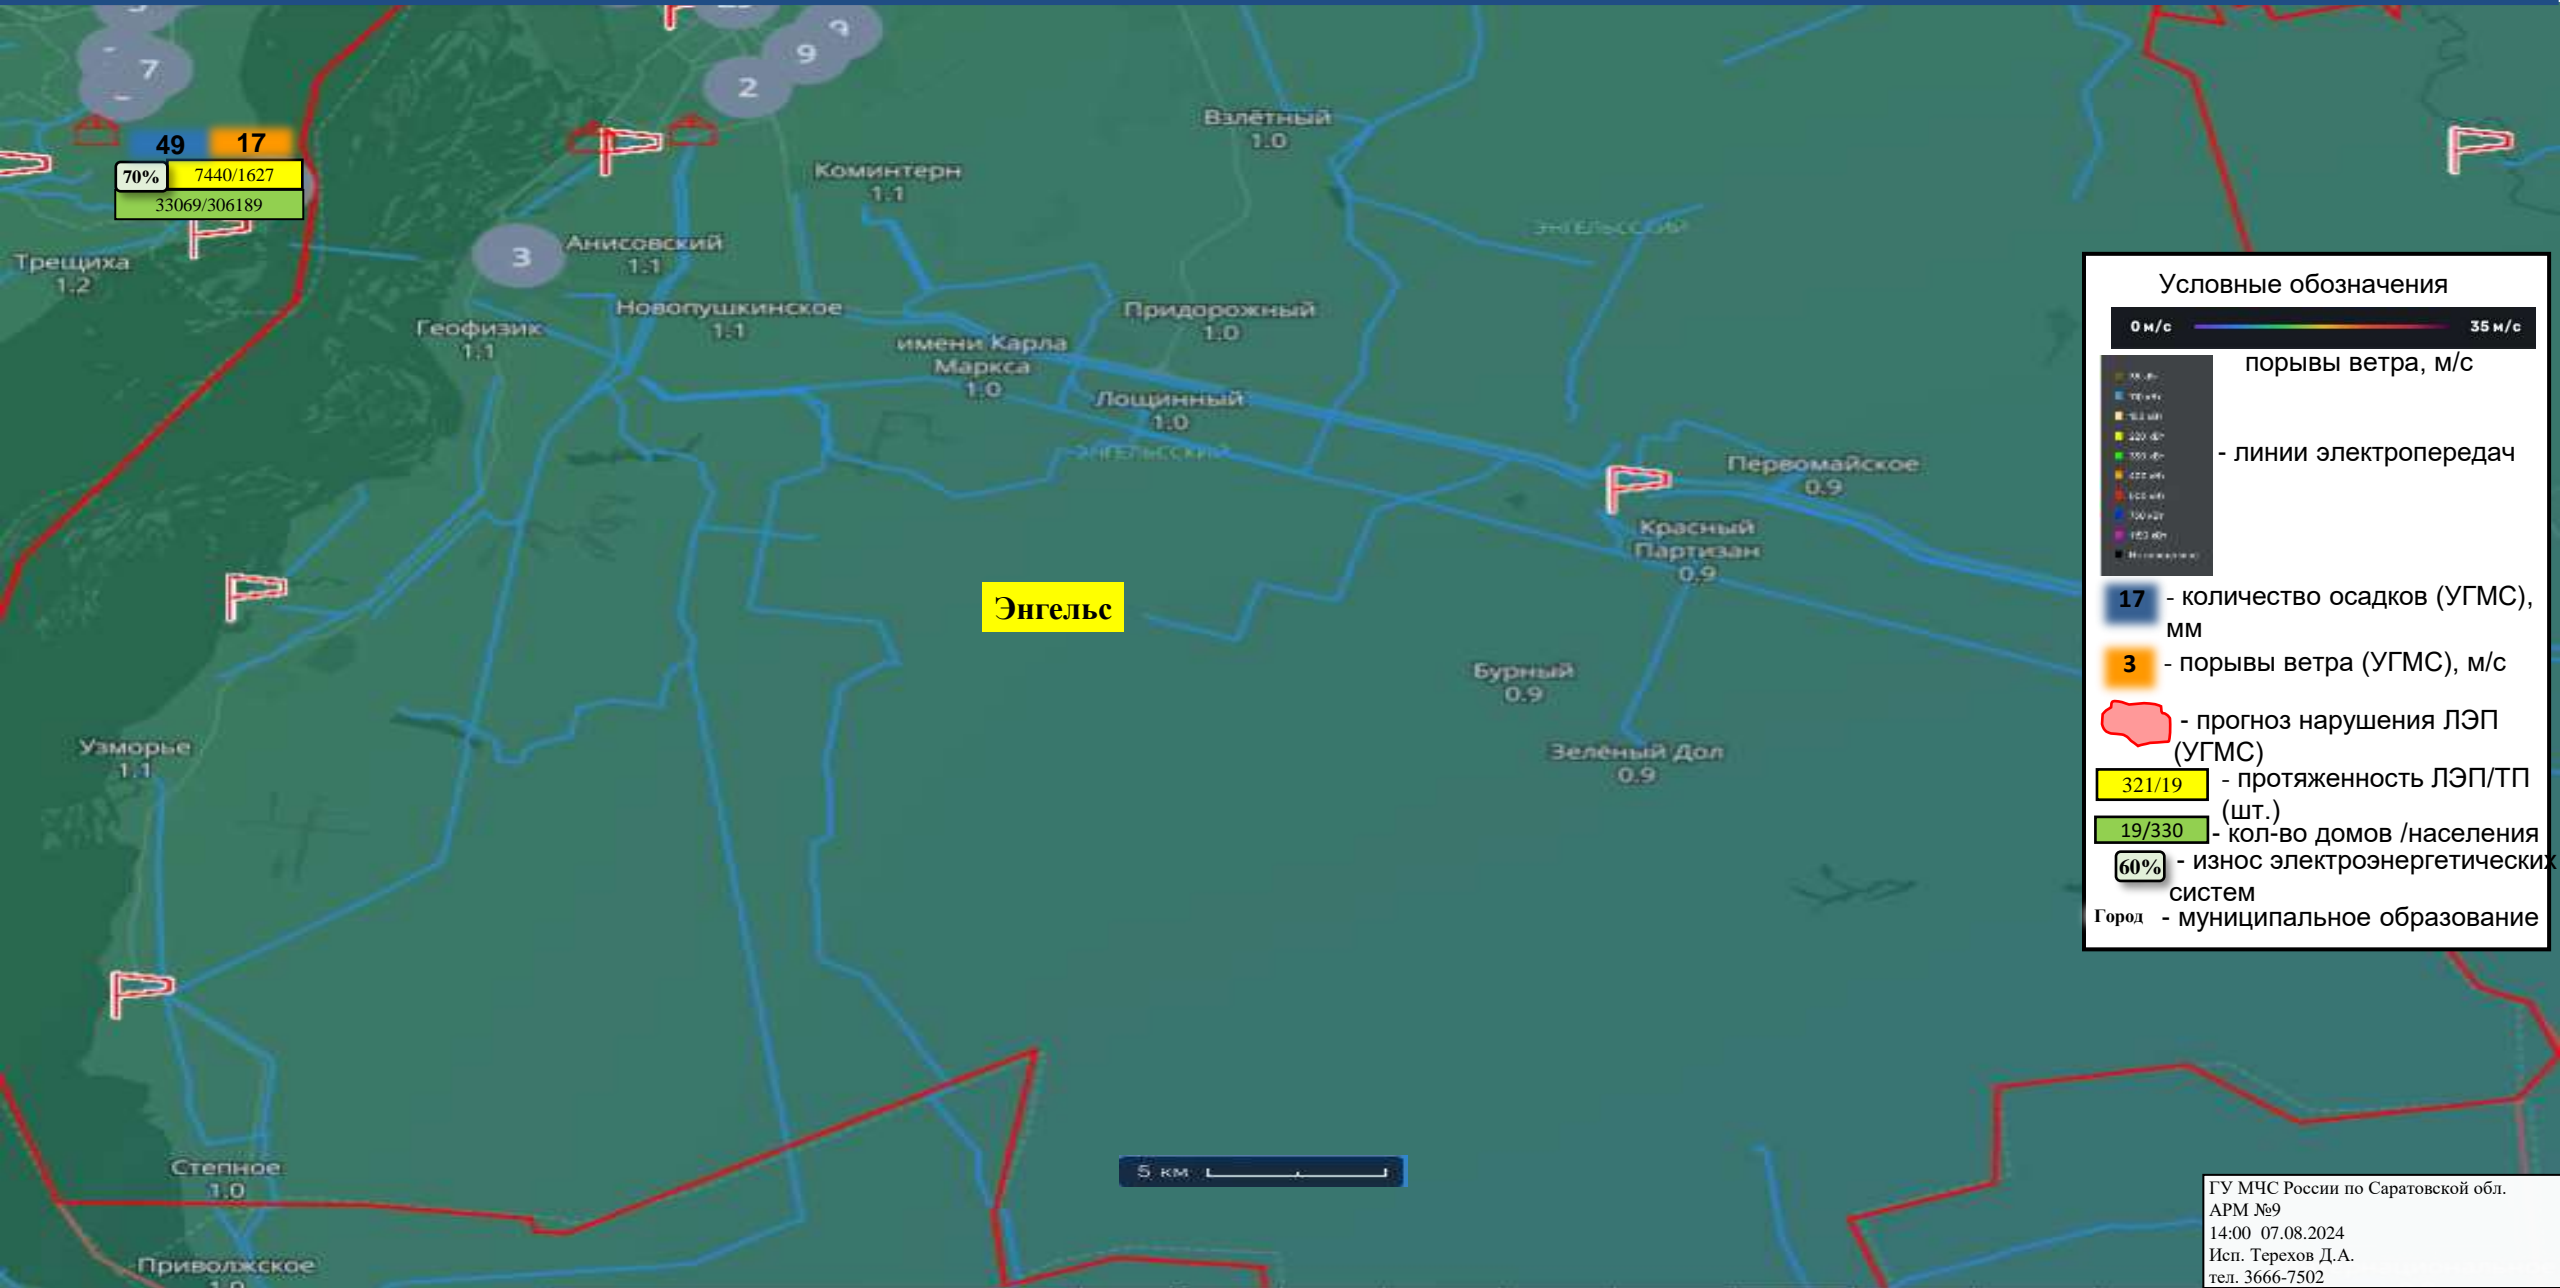 7
9
9
2
49 17
70% 7440/1627
33069/306189
Взлётный
1.0
Коминтерн
1.1
ЭНГЕЛЬССКИЙ
3
Анисовский
1.1
Трещиха
1.2
Новопушкинское
1.1
Геофизик
1.1
Придорожный
1.0
имени Карла
Маркса
1.0
Лощинный
1.0
ЭНГЕЛЬССКИЙ
Первомайское
0.9
Красный
Партизан
0.9
Энгельс
Бурный
0.9
Узморье
1.1
Зелёный Дол
0.9
Степное
1.0
5 км
Приволжское
1.0
Условные обозначения
0 м/с 35 м/с
порывы ветра, м/с
- линии электропередач
17 - количество осадков (УГМС),
мм
3 - порывы ветра (УГМС), м/с
- прогноз нарушения ЛЭП
(УГМС)
321/19 - протяженность ЛЭП/ТП
(шт.)
19/330 - кол-во домов /населения
60% - износ электроэнергетических
систем
Город - муниципальное образование
ГУ МЧС России по Саратовской обл.
АРМ №9
14:00 07.08.2024
Исп. Терехов Д.А.
тел. 3666-7502